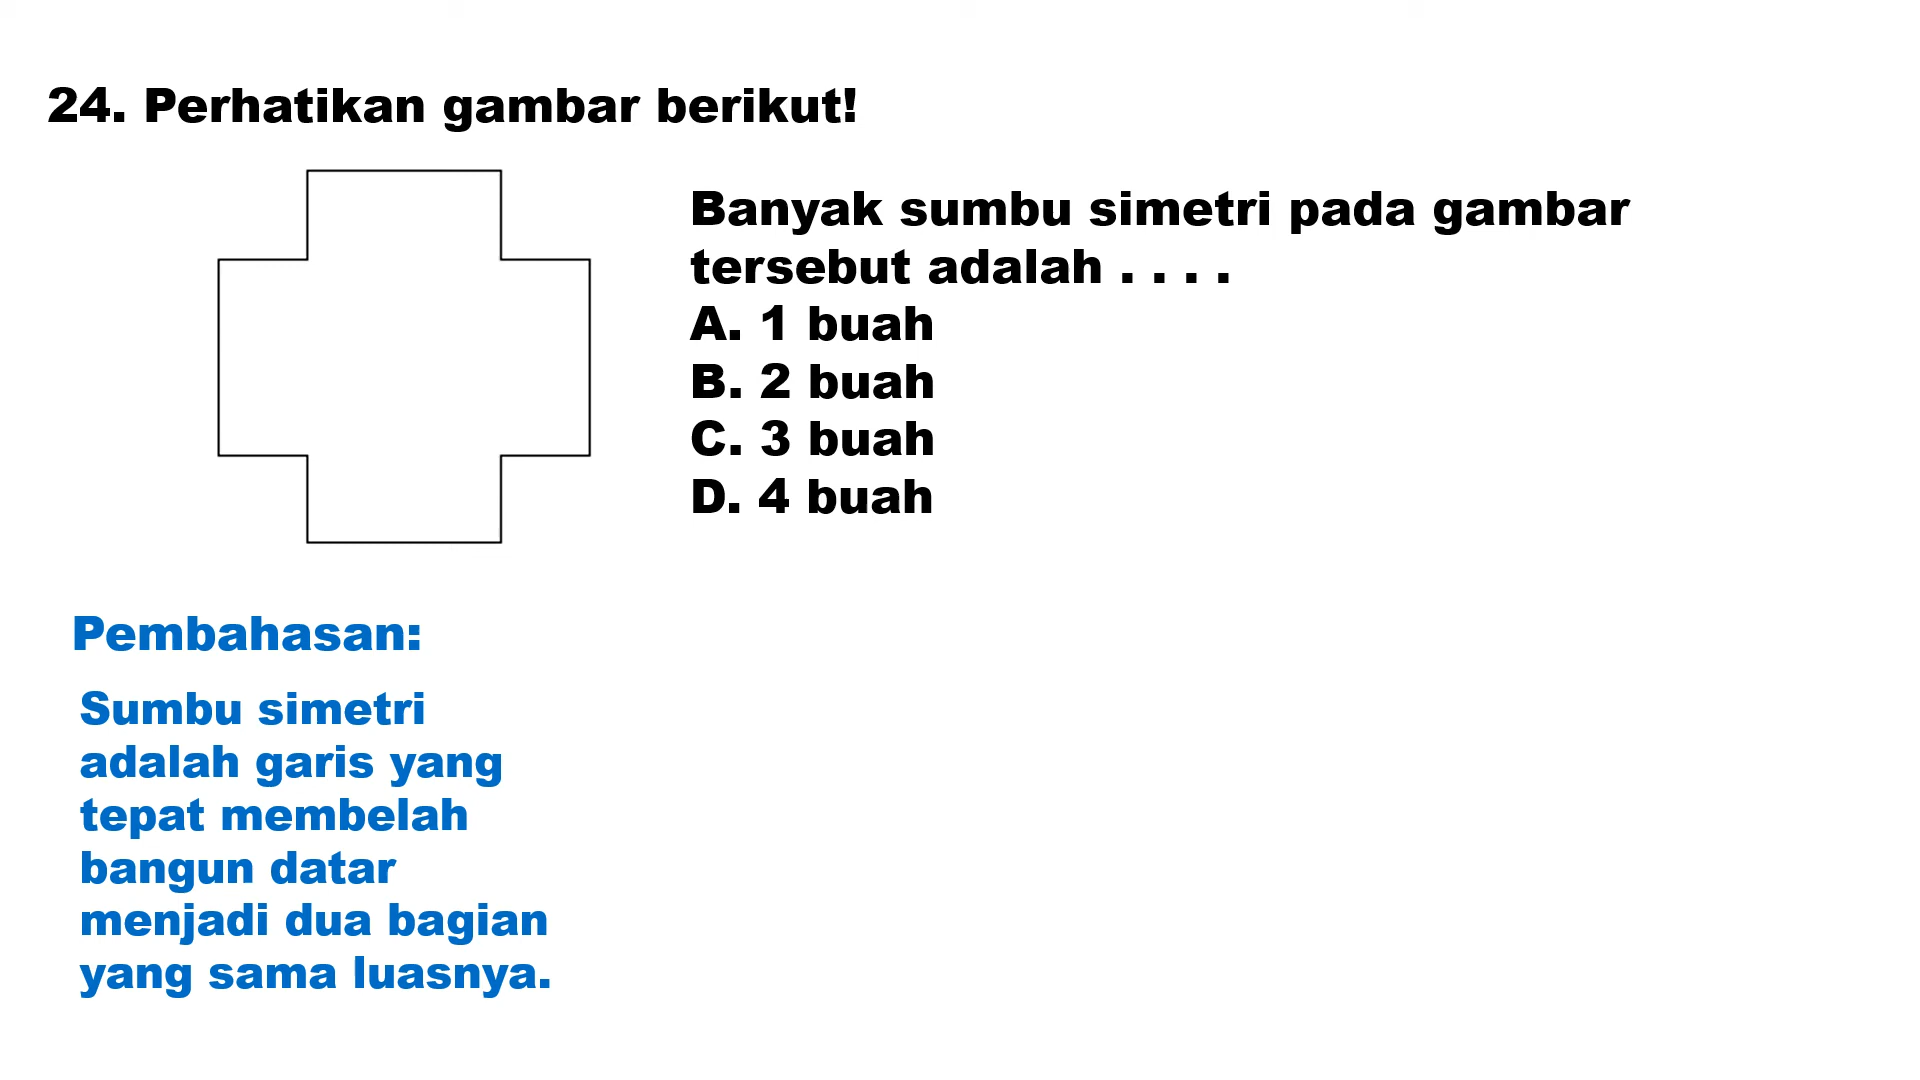 24. Perhatikan gambar berikut!
Banyak sumbu simetri pada gambar
tersebut adalah . . . .
A. 1 buah
B. 2 buah
C. 3 buah
D. 4 buah
Pembahasan:
Sumbu simetri
adalah garis yang
tepat membelah
bangun datar
menjadi dua bagian
yang sama luasnya.